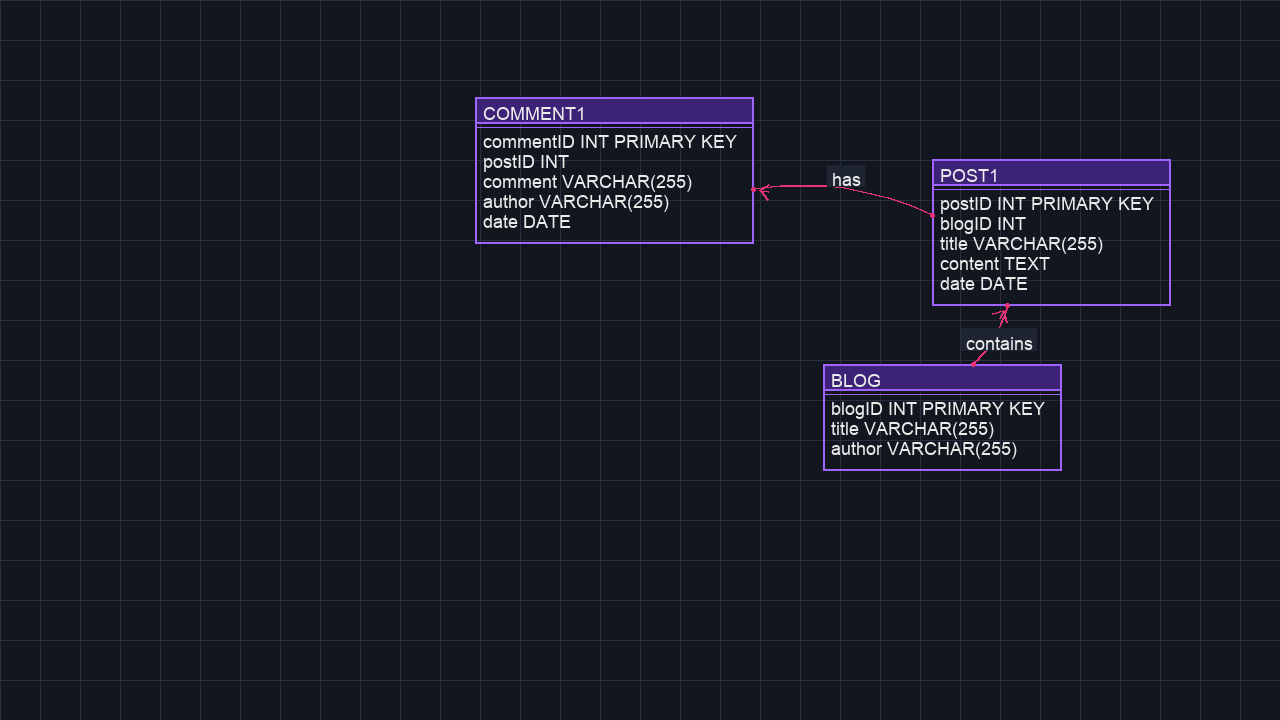 COMMENT1
commentID INT PRIMARY KEY
postID INT
comment VARCHAR(255)
author VARCHAR(255)
date DATE
has
POST1
postID INT PRIMARY KEY
blogID INT
title VARCHAR(255)
content TEXT
date DATE
contains
BLOG
blogID INT PRIMARY KEY
title VARCHAR(255)
author VARCHAR(255)